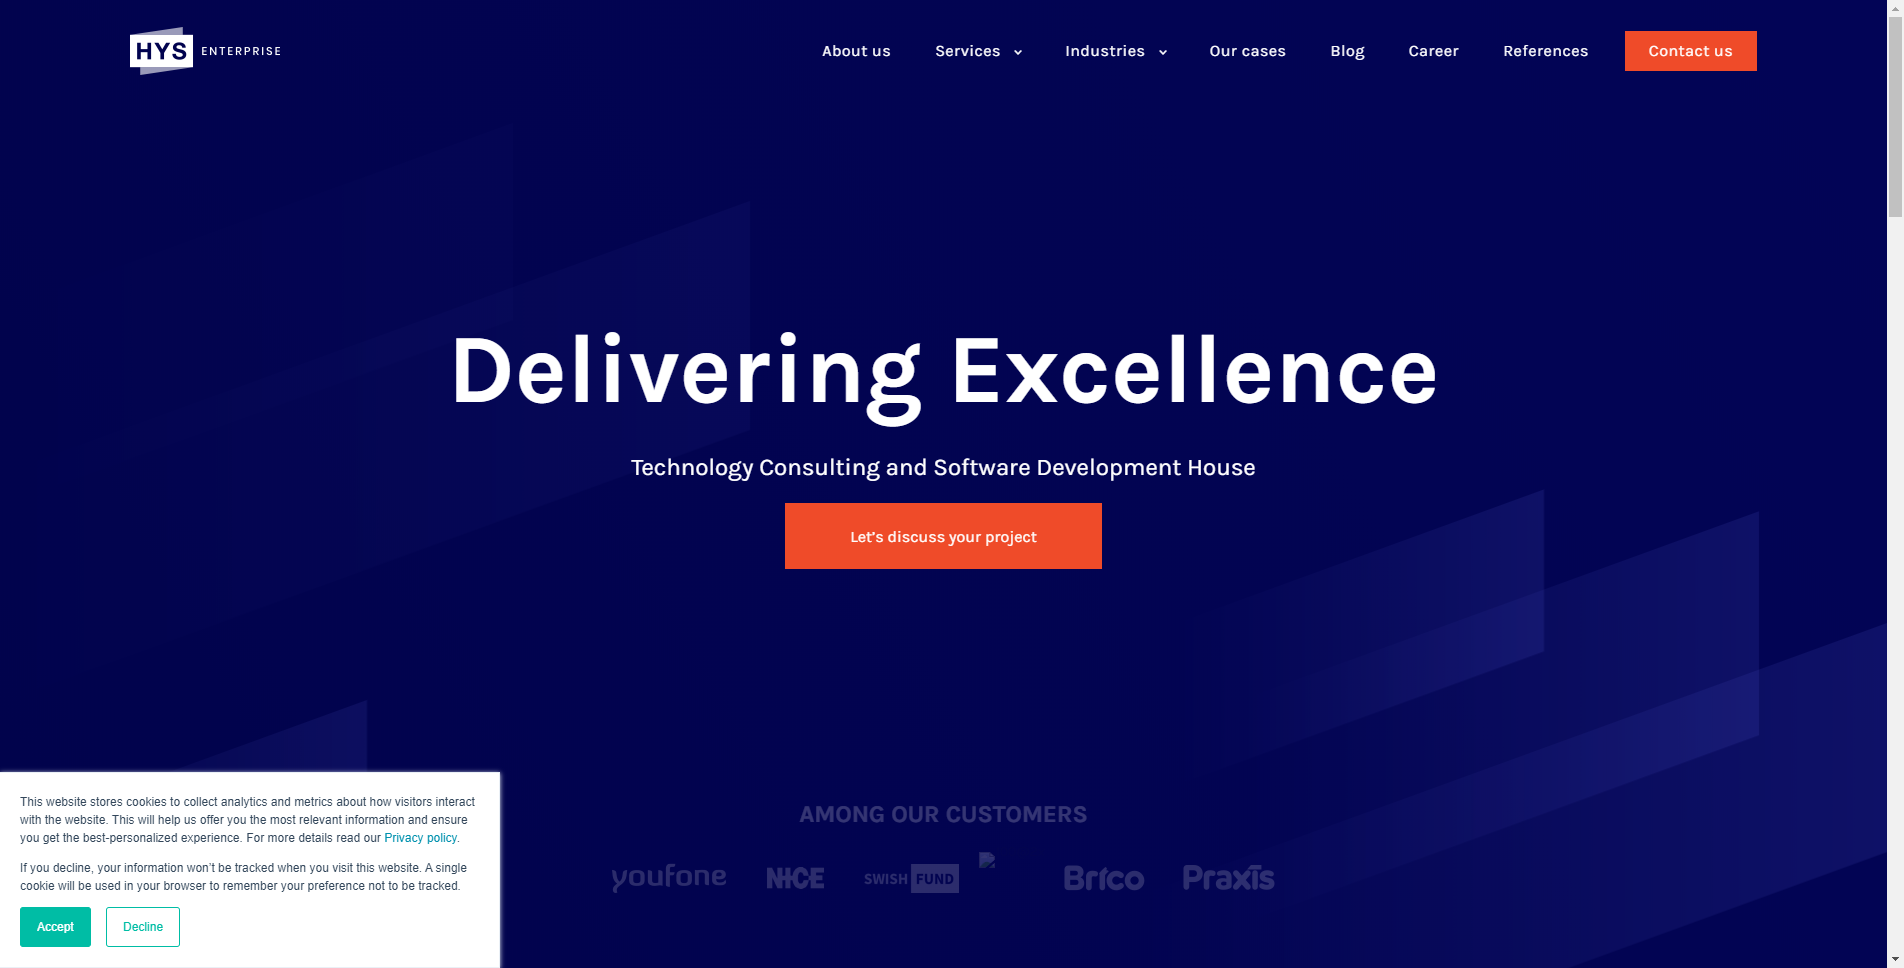 HYS ENTERPRISE
About us
Services
Industries
Our cases
Blog
Career
References
Contact us
Delivering Excellence
Technology Consulting and Software Development House
Let's discuss your project
AMONG OUR CUSTOMERS
youfone
NICE
SWISH FUND
Brico
Praxis
This website stores cookies to collect analytics and metrics about how visitors interact
with the website. This will help us offer you the most relevant information and ensure
you get the best-personalized experience. For more details read our Privacy policy.
If you decline, your information won't be tracked when you visit this website. A single
cookie will be used in your browser to remember your preference not to be tracked.
Accept
Decline